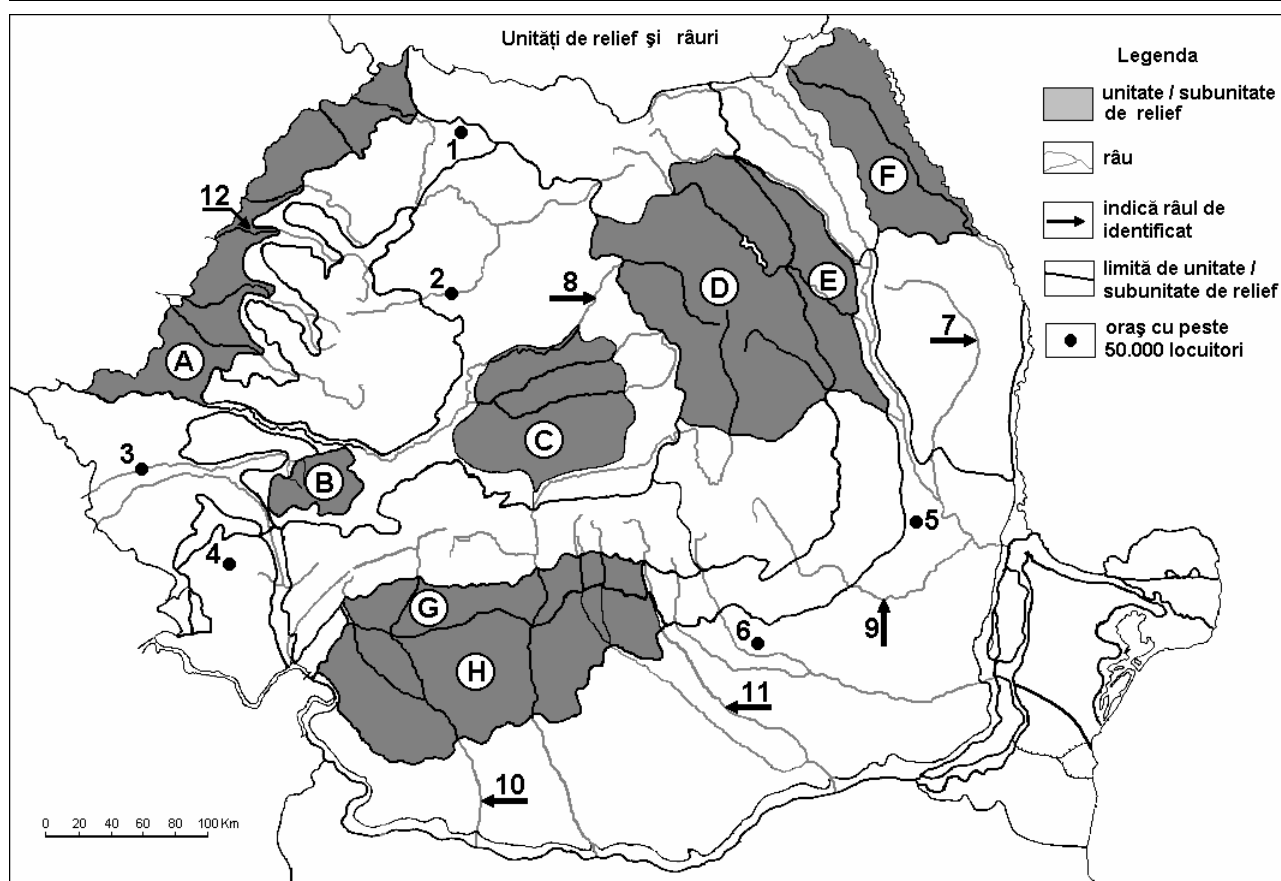 Unități de relief şi râuri
Legenda
unitate / subunitate
de relief
râu
indică râul de
identificat
limită de unitate /
subunitate de relief
oraş cu peste
50.000 locuitori
1
F
12
E
2
8
D
7
A
3
C
B
5
4
G
6
9
H
11
10
0 20 40 60 80 100 Km